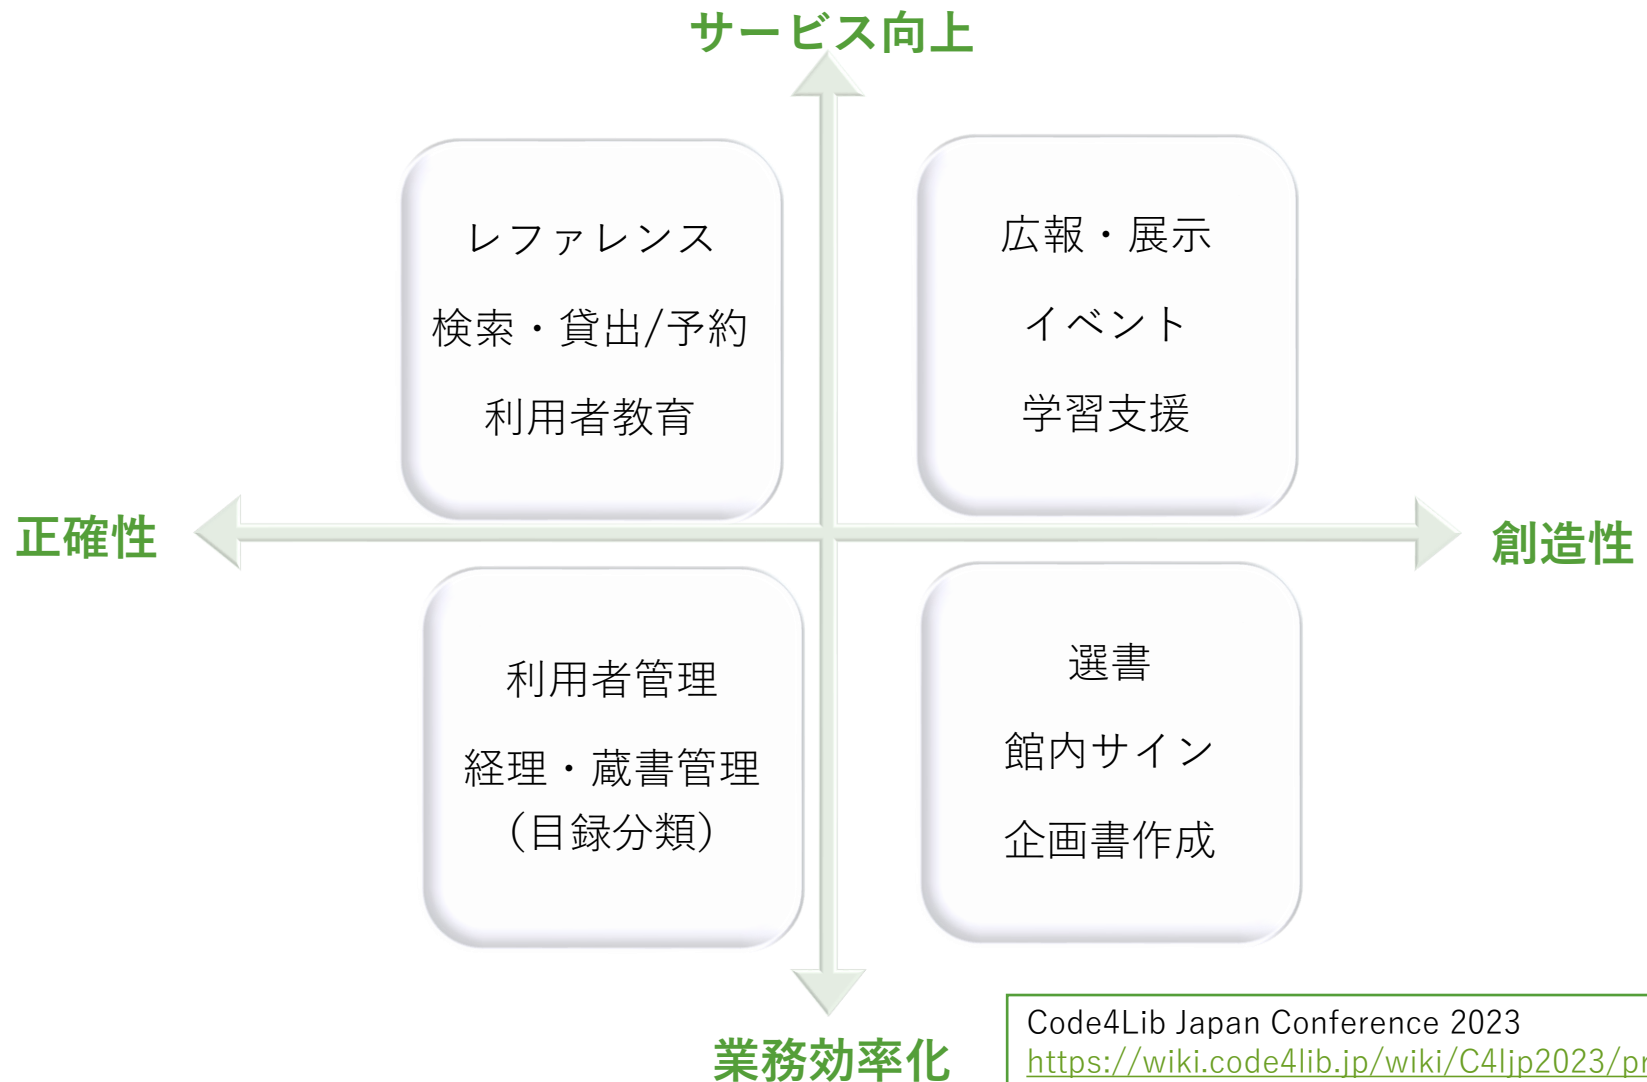 サービス向上
レファレンス
検索・貸出/予約
利用者教育
広報・展示
イベント
学習支援
正確性
創造性
利用者管理
経理・蔵書管理
（目録分類）
選書
館内サイン
企画書作成
業務効率化
Code4Lib Japan Conference 2023
https://wiki.code4lib.jp/wiki/C4ljp2023/pr